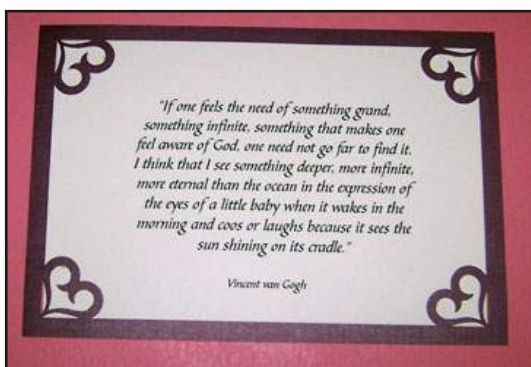 "If one feels the need of something grand,
something infinite, something that makes one
feel aware of God, one need not go far to find it.
I think that I see something deeper, more infinite,
more eternal than the ocean in the expression of
the eyes of a little baby when it wakes in the
morning and coos or laughs because it sees the
sun shining on its cradle."
Vincent van Gogh